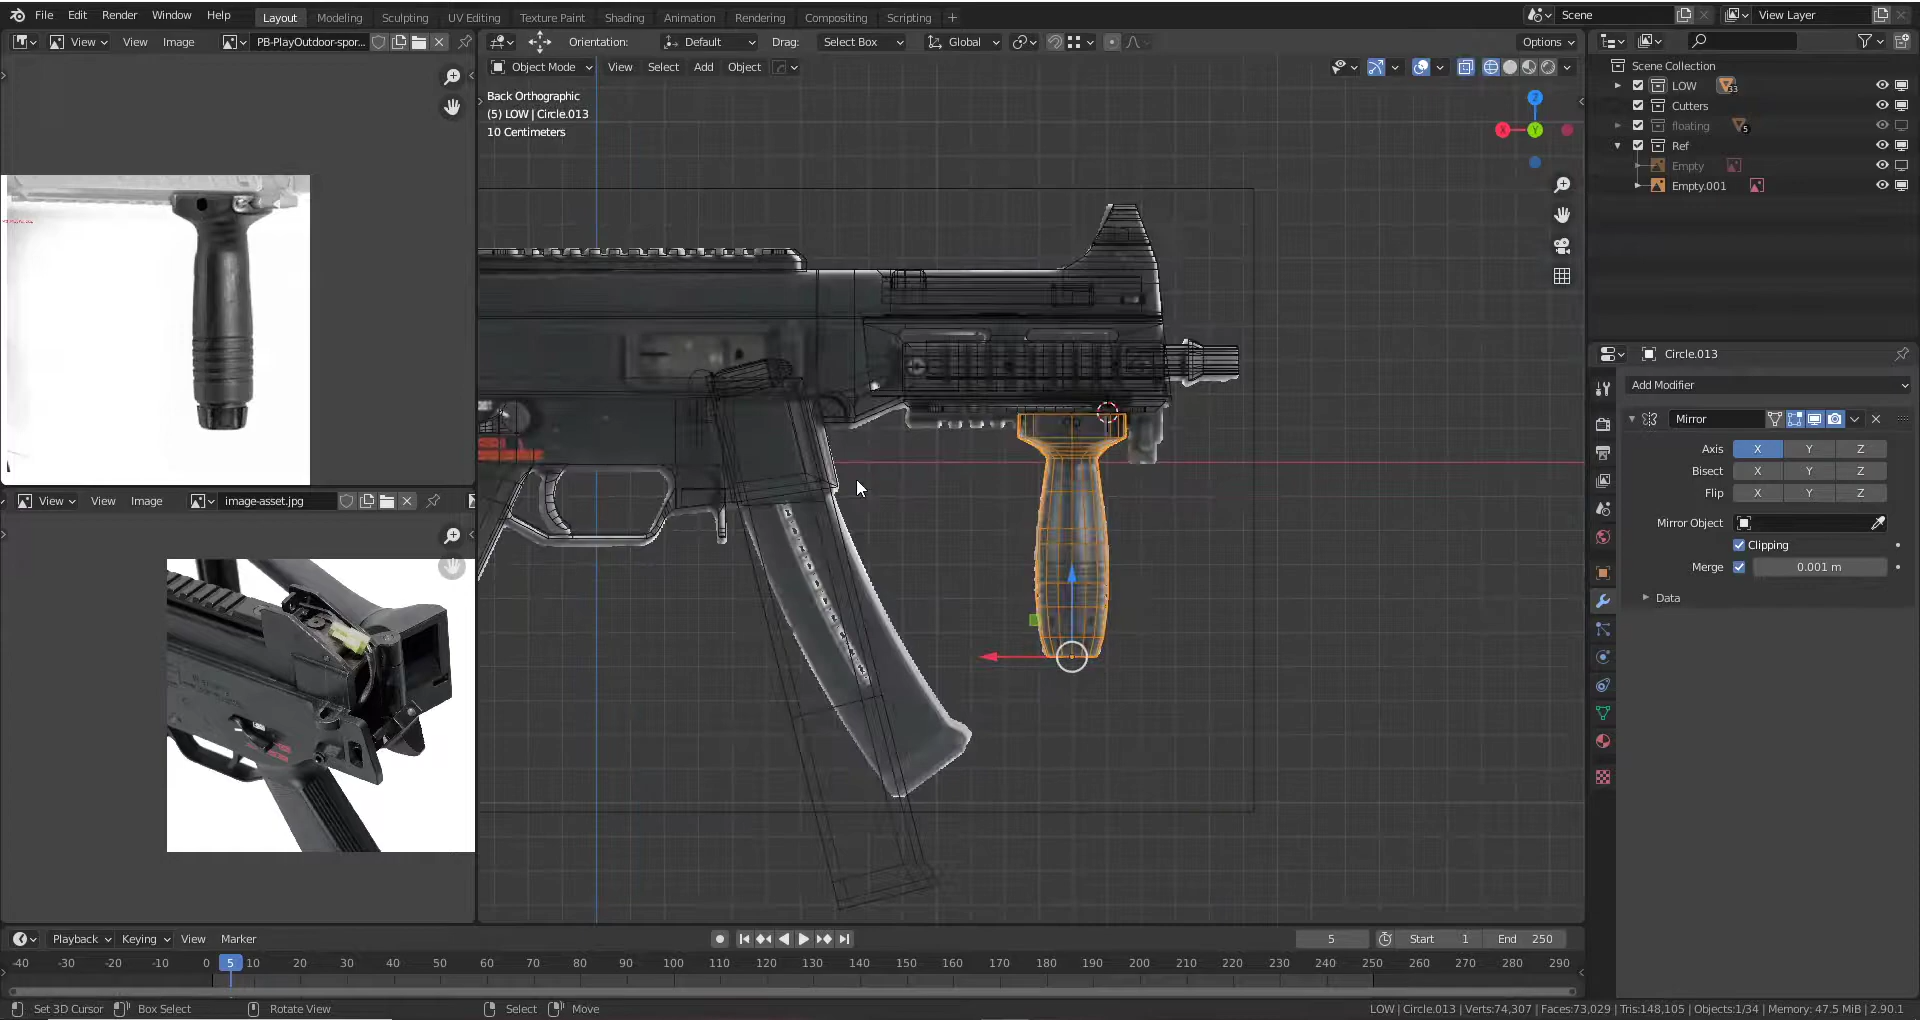 File Edit Render Window Help Layout Modeling Sculpting UV Editing Texture Paint Shading Animation Rendering Compositing Scripting + Scene View Layer
View View Image PB-PlayOutdoor-spor... Orientation: Default Drag: Select Box Global Options
Object Mode View Select Add Object
Back Orthographic
(5) LOW | Circle.013
10 Centimeters
Z
X
Y
Scene Collection
LOW 33
Cutters
floating 5
Ref
Empty
Empty.001
Circle.013
Add Modifier
Mirror
Axis X Y Z
Bisect X Y Z
Flip X Y Z
Mirror Object
Clipping
Merge 0.001 m
Data
View View Image image-asset.jpg
Playback Keying View Marker 5 Start 1 End 250
-40 -30 -20 -10 0 5 10 20 30 40 50 60 70 80 90 100 110 120 130 140 150 160 170 180 190 200 210 220 230 240 250 260 270 280 290
Set 3D Cursor Box Select Rotate View Select Move LOW | Circle.013 | Verts:74,307 | Faces:73,029 | Tris:148,105 | Objects:1/34 | Memory: 47.5 MiB | 2.90.1